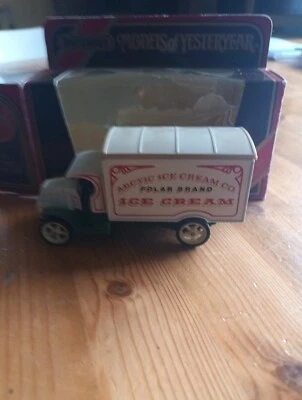 MODELS of YESTERYEAR
ARCTIC ICE CREAM CO.
POLAR BRAND
ICE CREAM